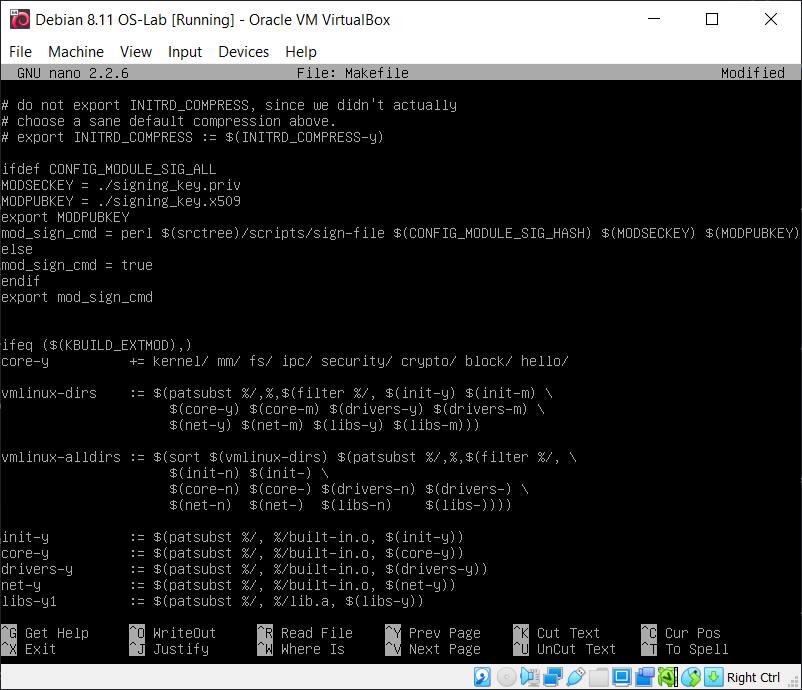 Debian 8.11 OS-Lab [Running] - Oracle VM VirtualBox
File Machine View Input Devices Help
GNU nano 2.2.6 File: Makefile Modified
# do not export INITRD_COMPRESS, since we didn't actually
# choose a sane default compression above.
# export INITRD_COMPRESS := $(INITRD_COMPRESS-y)
ifdef CONFIG_MODULE_SIG_ALL
MODSECKEY = ./signing_key.priv
MODPUBKEY = ./signing_key.x509
export MODPUBKEY
mod_sign_cmd = perl $(srctree)/scripts/sign-file $(CONFIG_MODULE_SIG_HASH) $(MODSECKEY) $(MODPUBKEY)
else
mod_sign_cmd = true
endif
export mod_sign_cmd
ifeq ($(KBUILD_EXTMOD),)
core-y += kernel/ mm/ fs/ ipc/ security/ crypto/ block/ hello/
vmlinux-dirs := $(patsubst %/,%,$(filter %/, $(init-y) $(init-m) \
$(core-y) $(core-m) $(drivers-y) $(drivers-m) \
$(net-y) $(net-m) $(libs-y) $(libs-m)))
vmlinux-alldirs := $(sort $(vmlinux-dirs) $(patsubst %/,%,$(filter %/, \
$(init-n) $(init-) \
$(core-n) $(core-) $(drivers-n) $(drivers-) \
$(net-n) $(net-) $(libs-n) $(libs-))))
init-y := $(patsubst %/, %/built-in.o, $(init-y))
core-y := $(patsubst %/, %/built-in.o, $(core-y))
drivers-y := $(patsubst %/, %/built-in.o, $(drivers-y))
net-y := $(patsubst %/, %/built-in.o, $(net-y))
libs-y1 := $(patsubst %/, %/lib.a, $(libs-y))
^G Get Help ^O WriteOut ^R Read File ^Y Prev Page ^K Cut Text ^C Cur Pos
^X Exit ^J Justify ^W Where Is ^V Next Page ^U UnCut Text ^T To Spell
Right Ctrl